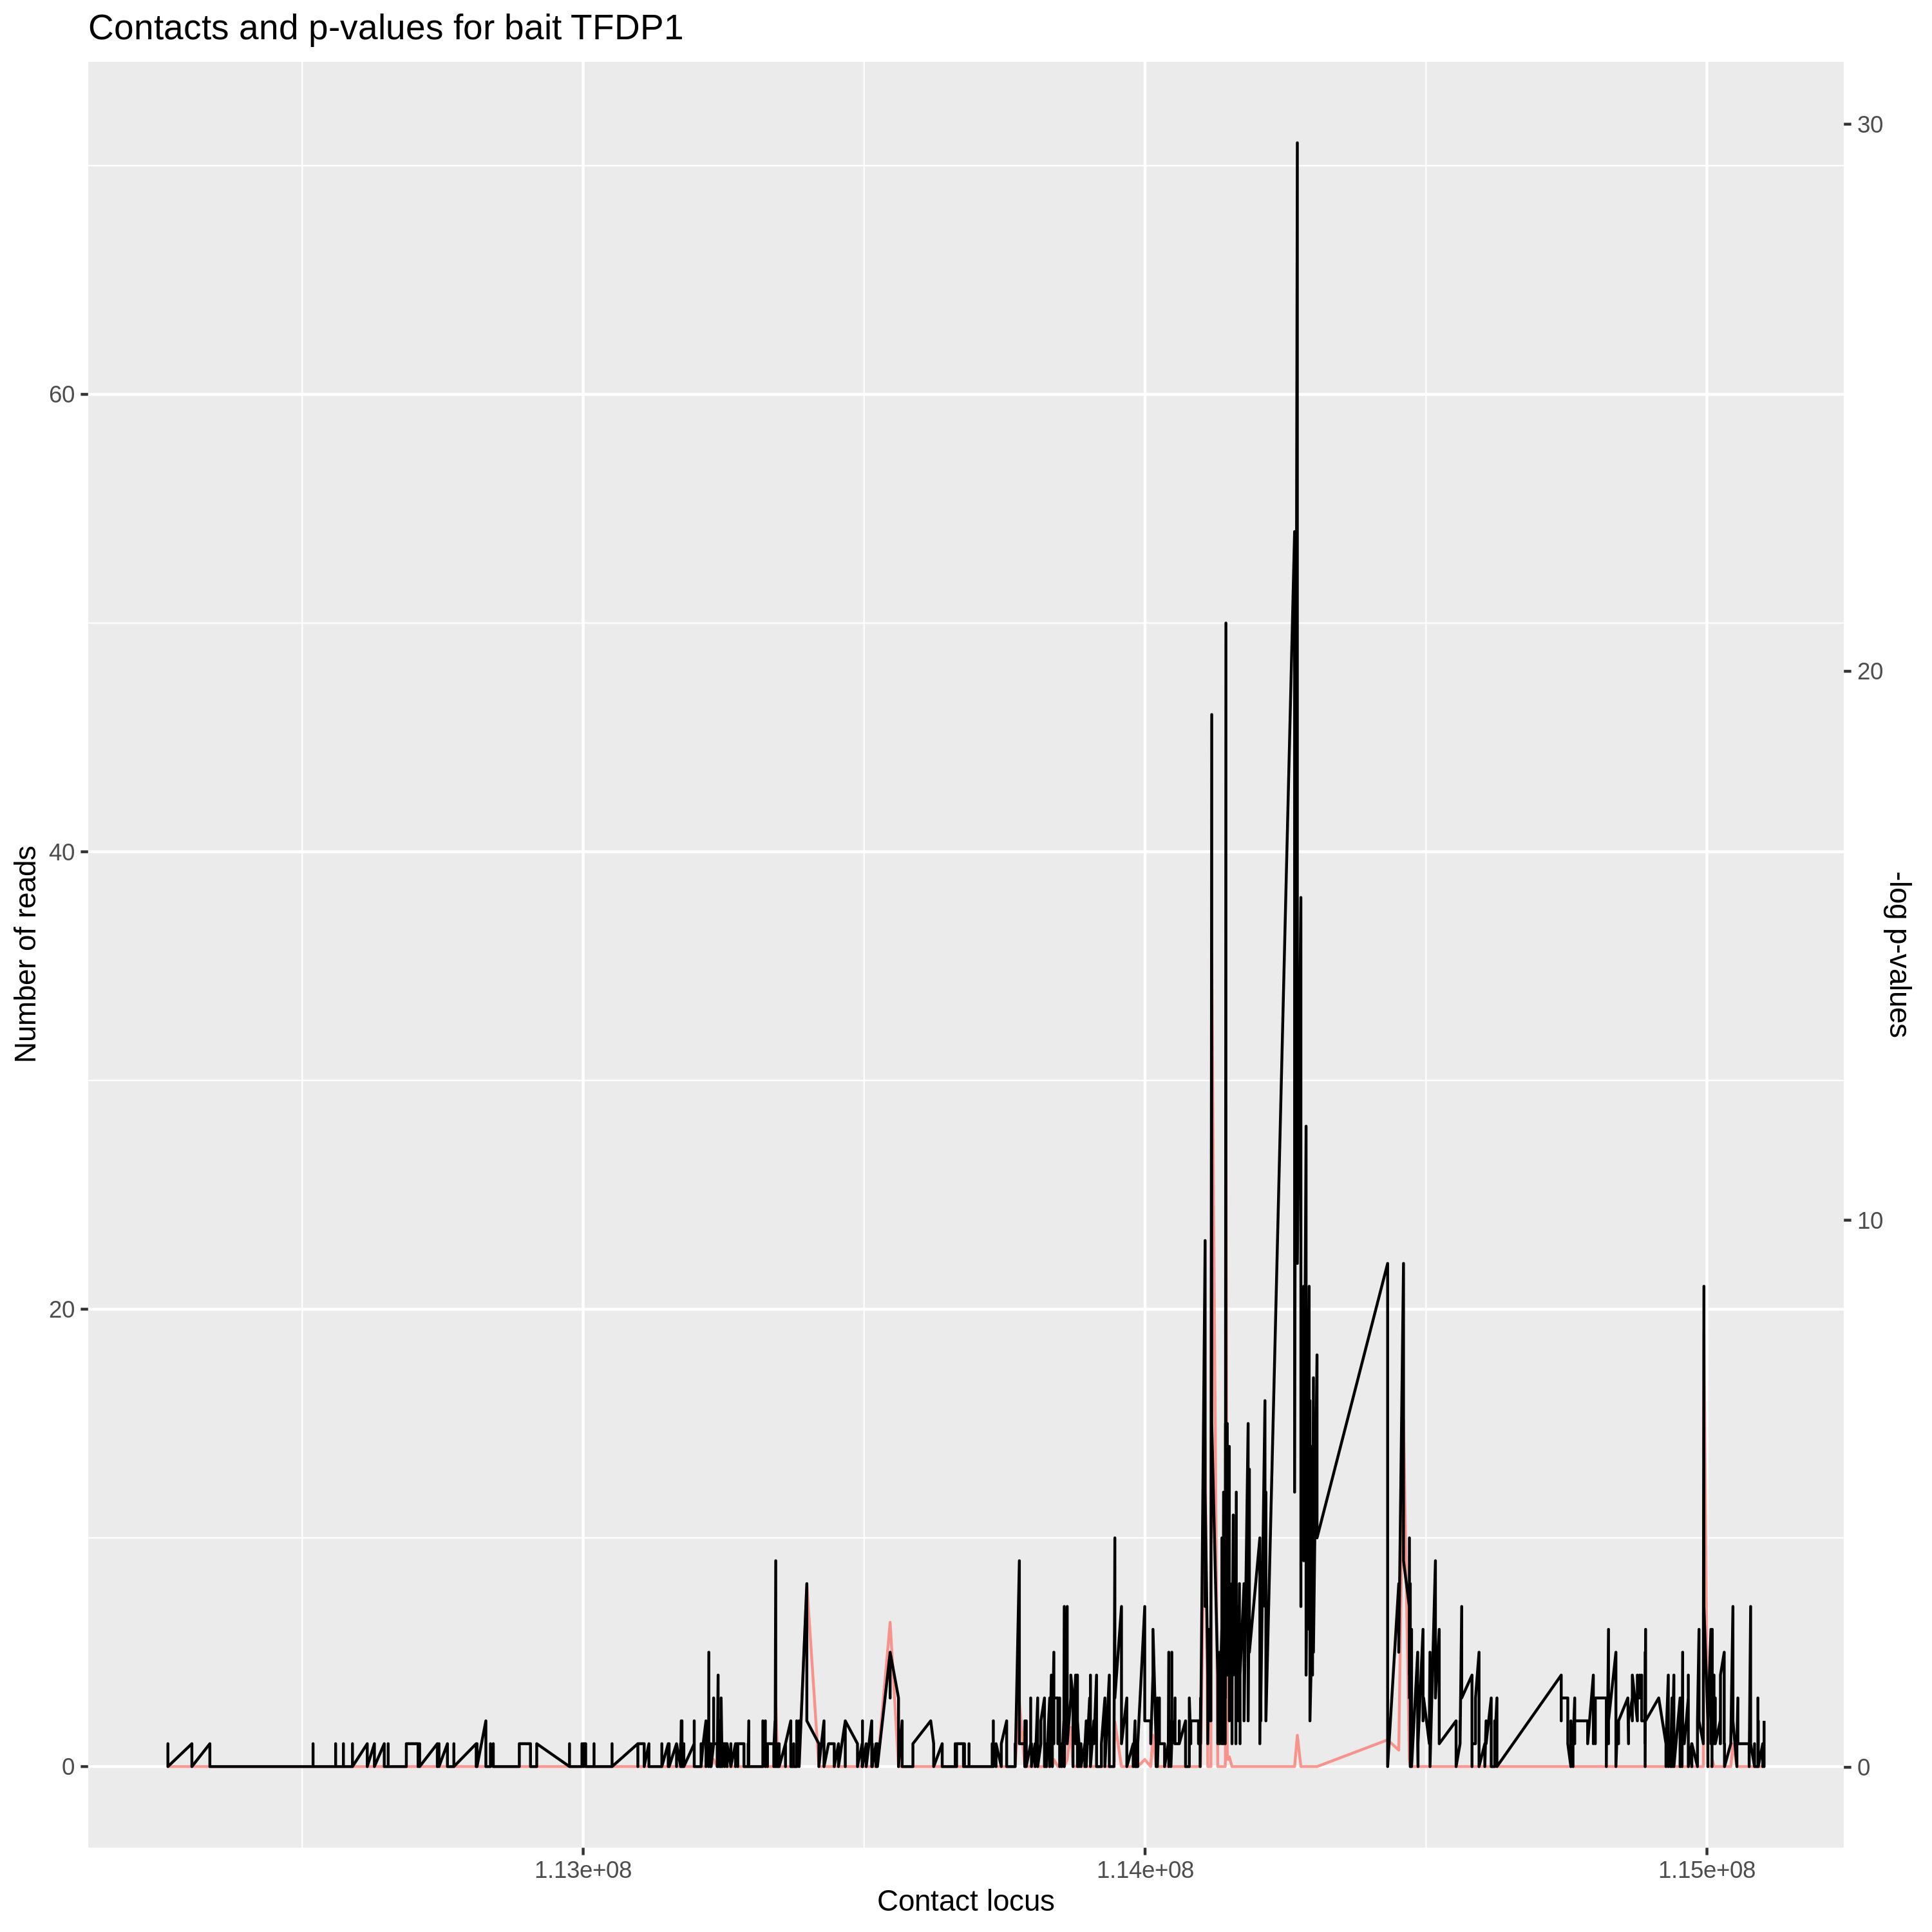 Contacts and p-values for bait TFDP1
30
60
20
40
Number of reads
-log p-values
10
20
0
0
1.13e+08
1.14e+08
1.15e+08
Contact locus